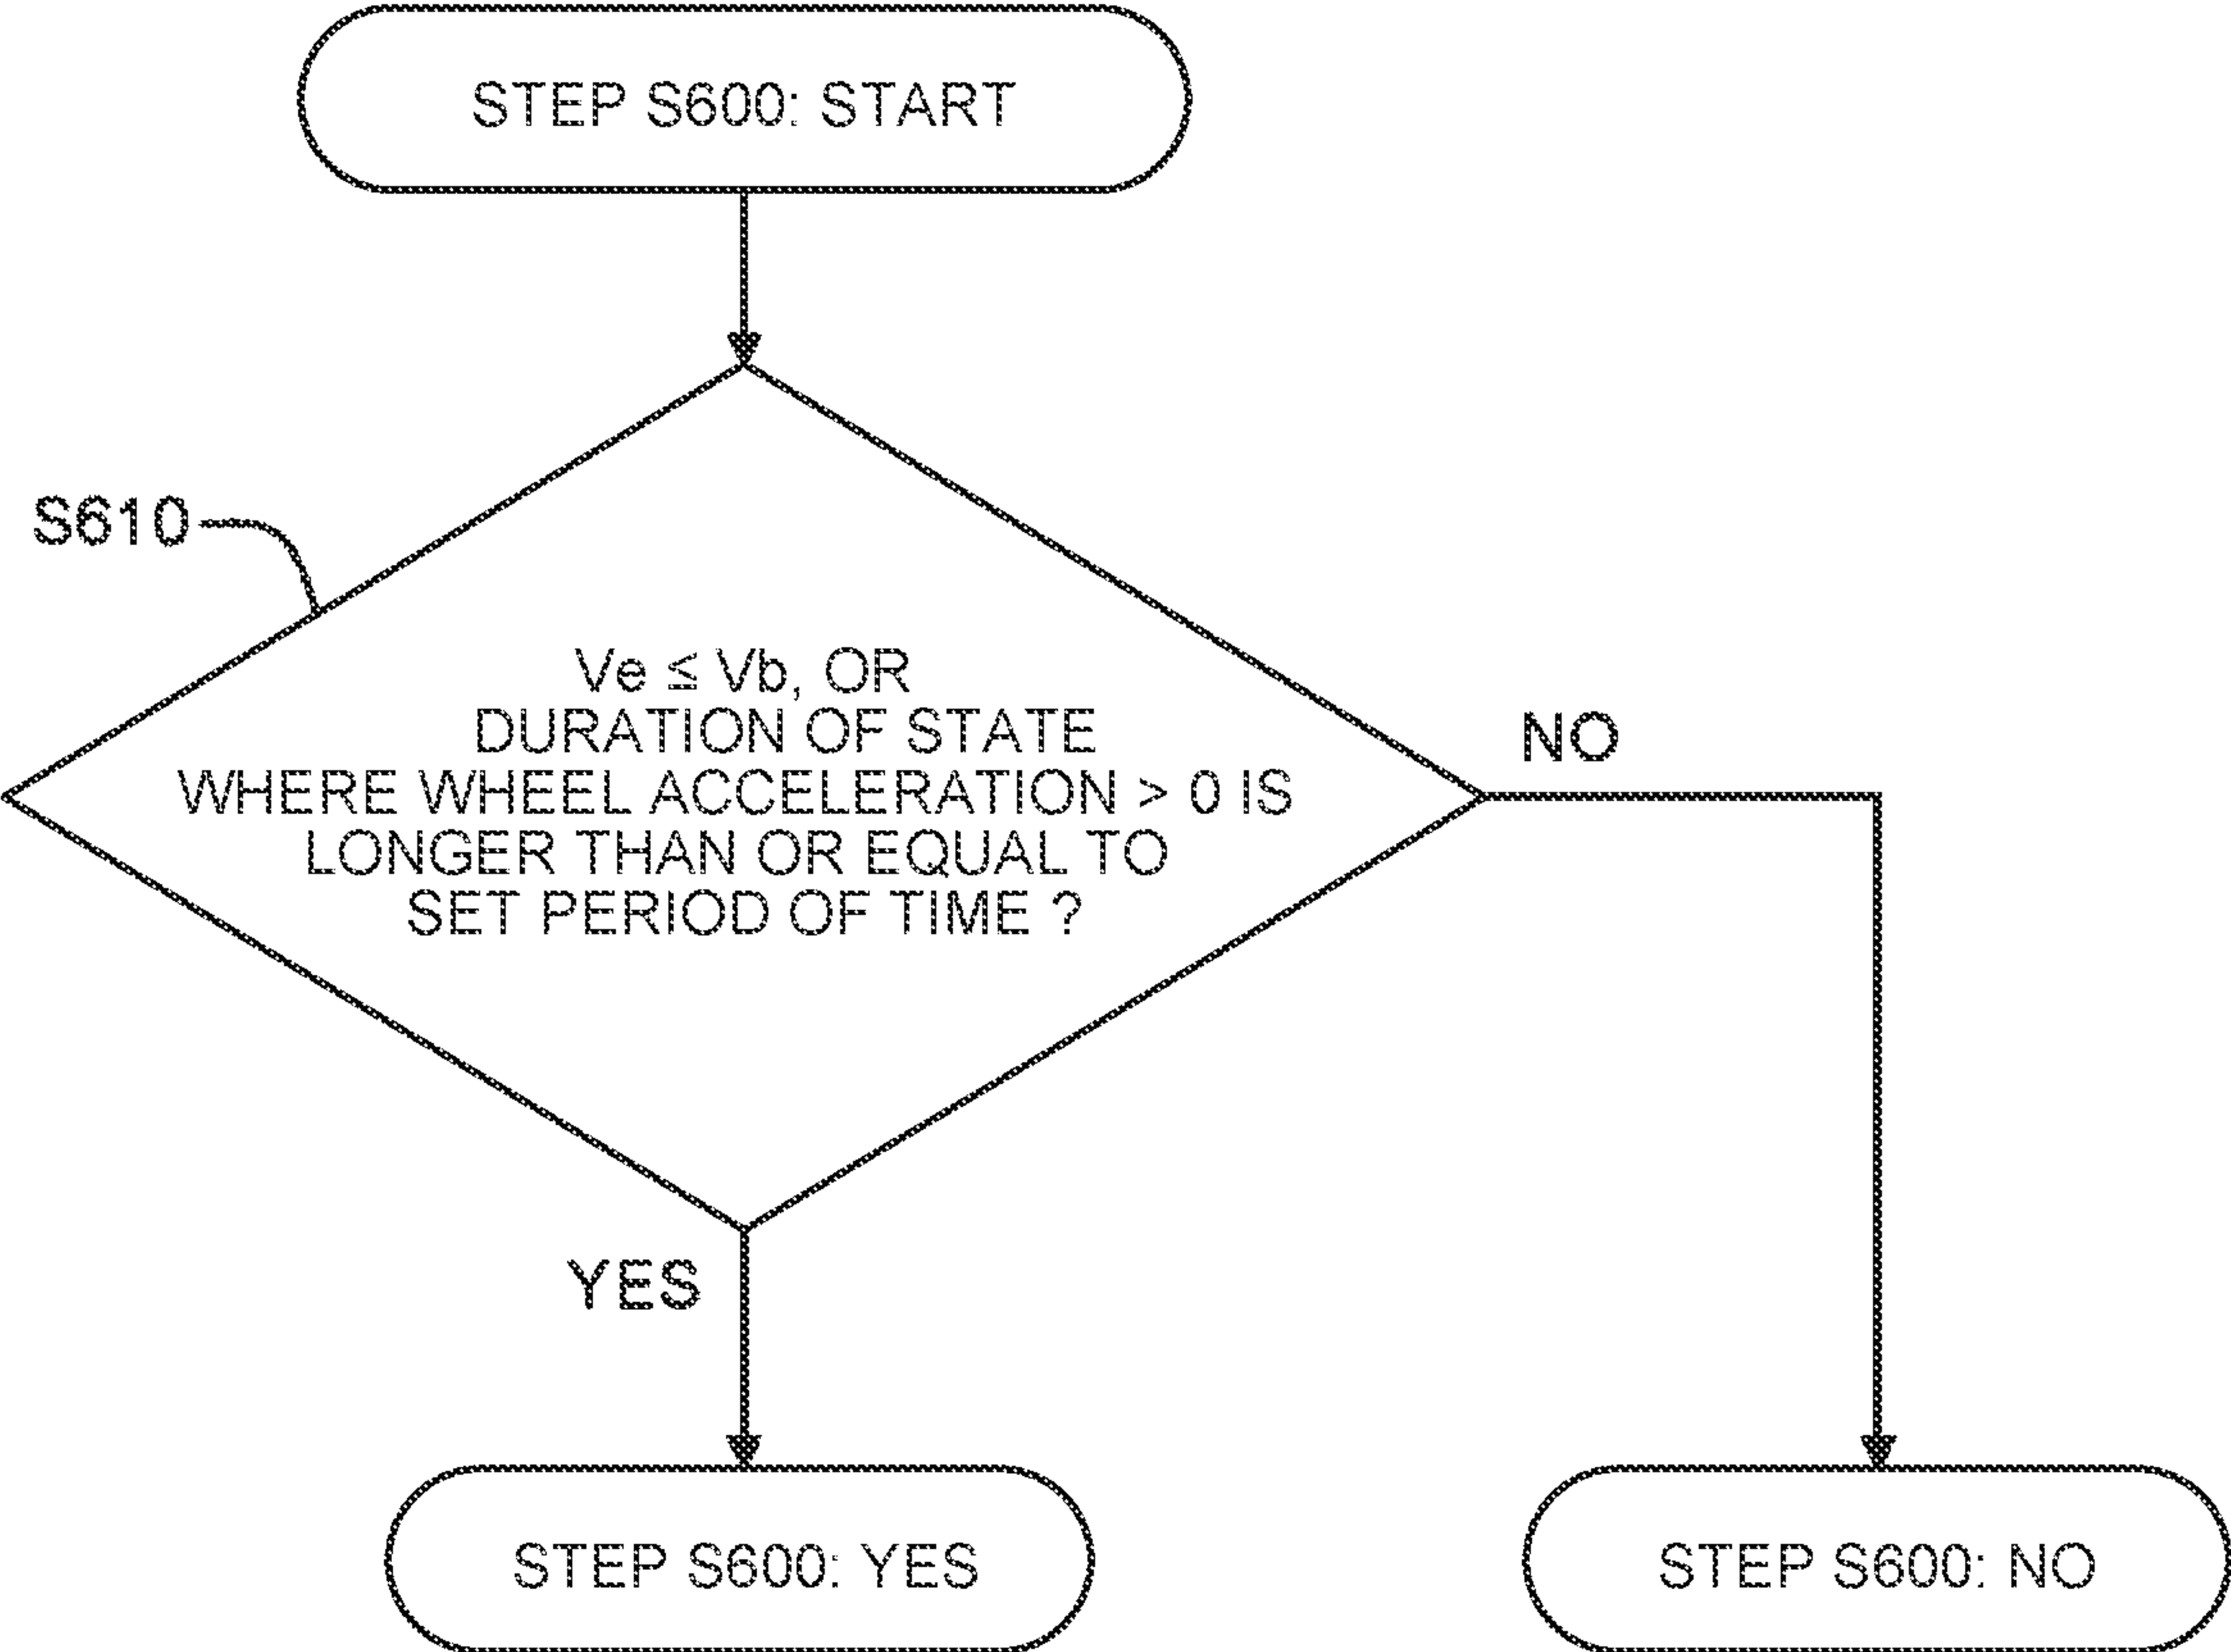 STEP S600: START
S610
Ve ≤ Vb, OR
DURATION OF STATE
WHERE WHEEL ACCELERATION > 0 IS
LONGER THAN OR EQUAL TO
SET PERIOD OF TIME ?
NO
YES
STEP S600: YES
STEP S600: NO